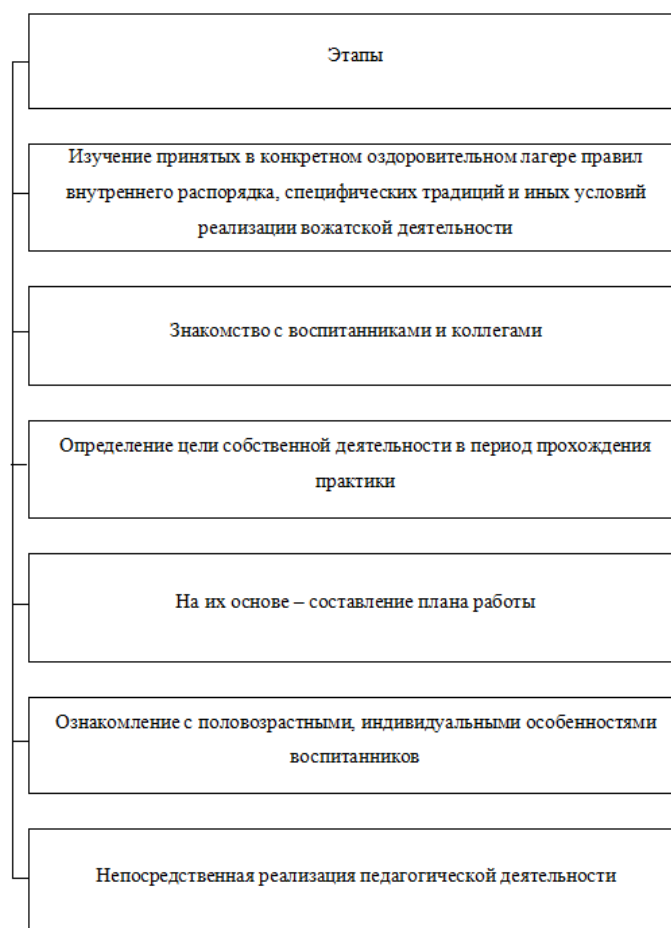 Этапы
Изучение принятых в конкретном оздоровительном лагере правил
внутреннего распорядка, специфических традиций и иных условий
реализации вожатской деятельности
Знакомство с воспитанниками и коллегами
Определение цели собственной деятельности в период прохождения
практики
На их основе – составление плана работы
Ознакомление с половозрастными, индивидуальными особенностями
воспитанников
Непосредственная реализация педагогической деятельности